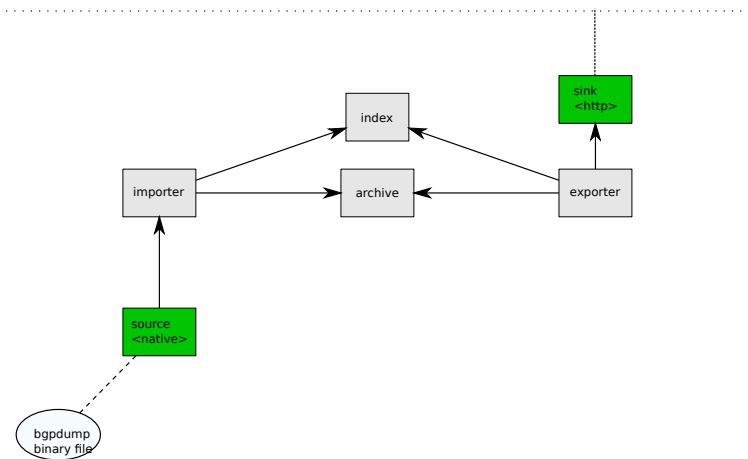 sink
<http>
index
importer
archive
exporter
source
<native>
bgpdump
binary file